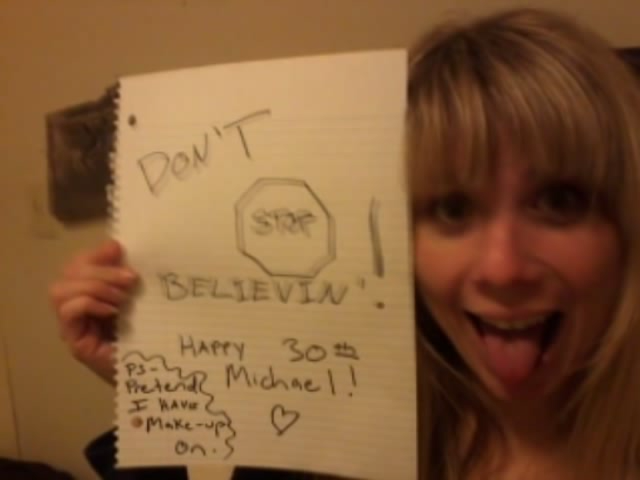 DON'T
STOP
BELIEVIN'!
HAPPY 30th
Michael!
PS-
Pretend
I HAVE
Make-up
on.